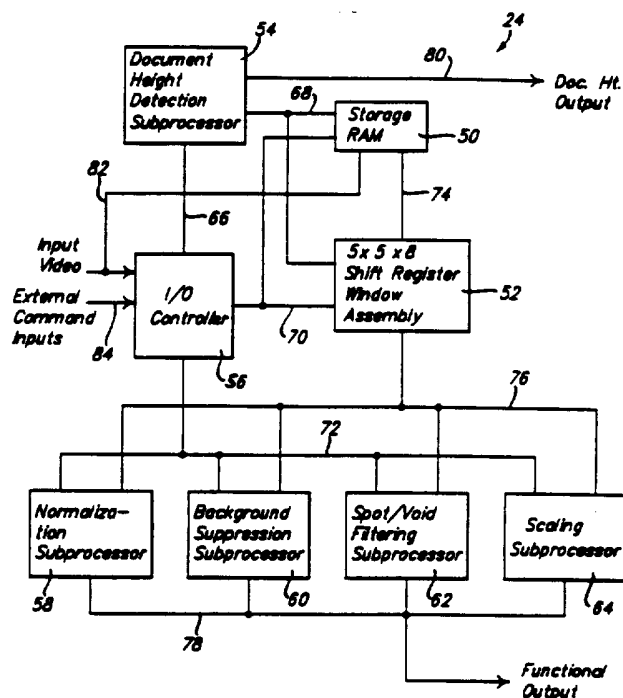 24
54
Document
Height
Detection
Subprocessor
80
Doc. Ht.
Output
68
Storage
RAM
50
82
66
74
Input
Video
External
Command
Inputs
84
I/O
Controller
56
70
5 x 5 x 8
Shift Register
Window
Assembly
52
76
72
Normaliza-
tion
Subprocessor
58
Background
Suppression
Subprocessor
60
Spot/Void
Filtering
Subprocessor
62
Scaling
Subprocessor
64
78
Functional
Output